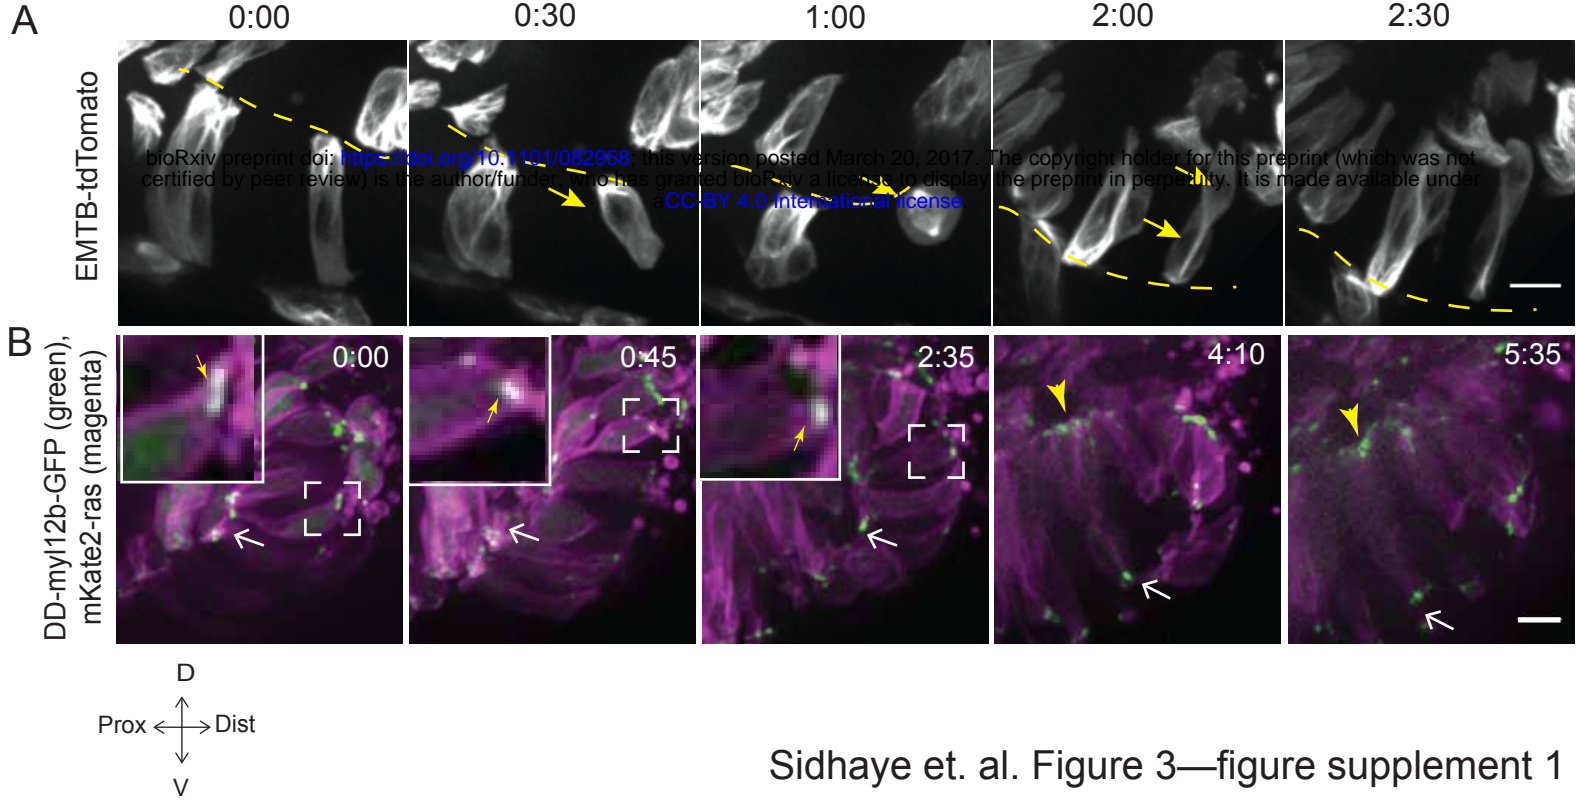 A
0:00 0:30 1:00 2:00 2:30
EMTB-tdTomato
bioRxiv preprint doi: https://doi.org/10.1101/082958; this version posted March 20, 2017. The copyright holder for this preprint (which was not
certified by peer review) is the author/funder, who has granted bioRxiv a license to display the preprint in perpetuity. It is made available under
aCC-BY 4.0 International license.
B
DD-myl12b-GFP (green),
mKate2-ras (magenta)
0:00 0:45 2:35 4:10 5:35
D
Prox Dist
V
Sidhaye et. al. Figure 3—figure supplement 1